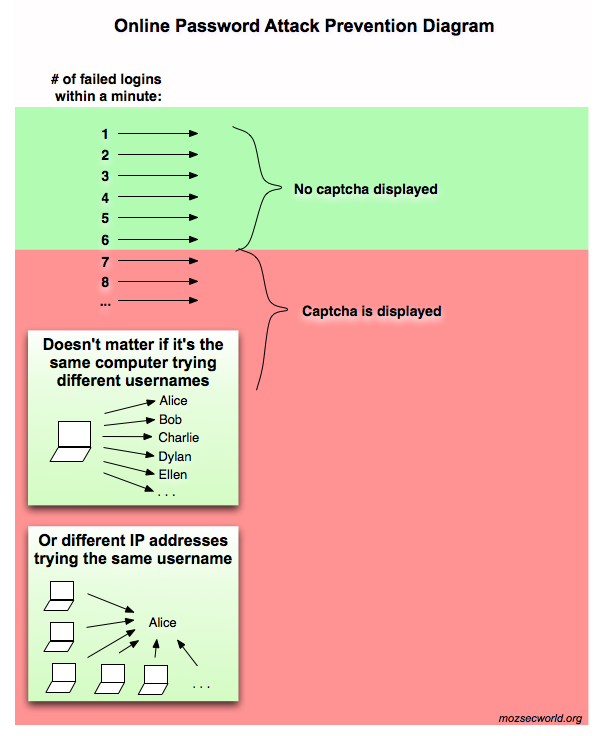 Online Password Attack Prevention Diagram
# of failed logins
within a minute:
1
2
3
4
5
6
No captcha displayed
7
8
...
Captcha is displayed
Doesn't matter if it's the
same computer trying
different usernames
Alice
Bob
Charlie
Dylan
Ellen
. . .
Or different IP addresses
trying the same username
Alice
. . .
mozsecworld.org